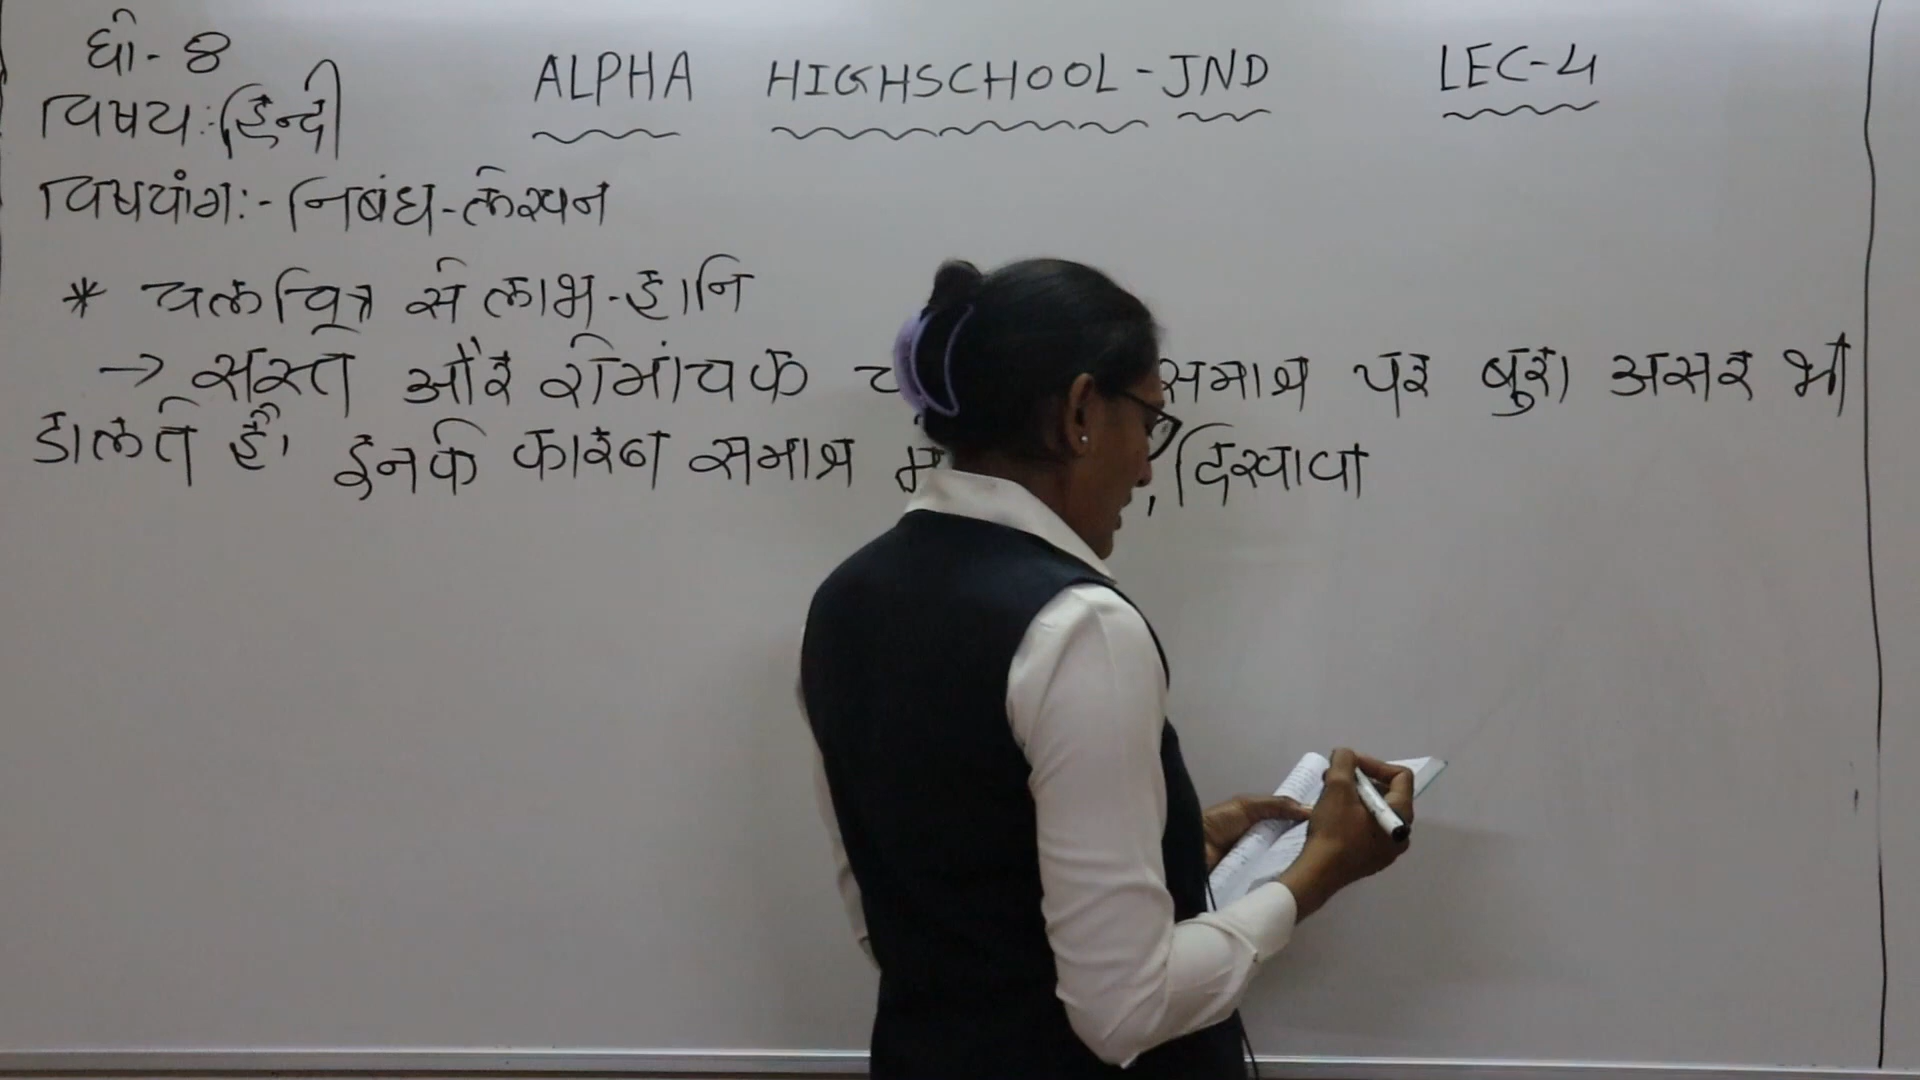 धो-8
ALPHA HIGHSCHOOL-JND
LEC-4
विषय:-हिन्दी
विषयांग:-निबंध-लेखन
* चलचित्र से लाभ-हानि
→ सस्ते और रोमांचक समाज पर बुरा असर भी
डालते हैं। इनके कारण समाज में , दिखावा